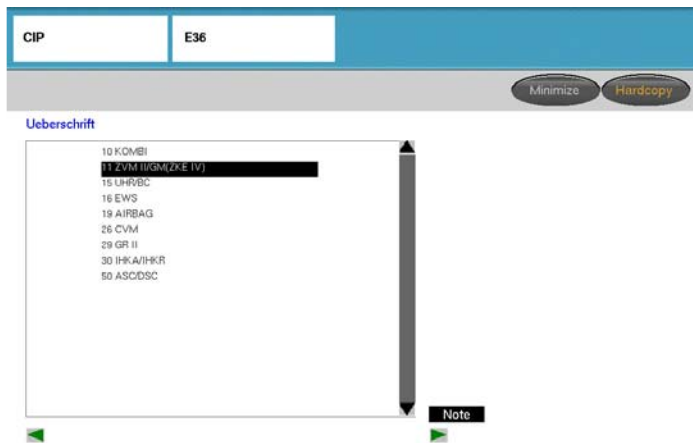 CIP
E36
Minimize
Hardcopy
Ueberschrift
10 KOMBI
11 ZVM II/GM(ZKE IV)
15 UHR/BC
16 EWS
19 AIRBAG
26 CVM
29 GR II
30 IHKA/IHKR
50 ASC/DSC
Note